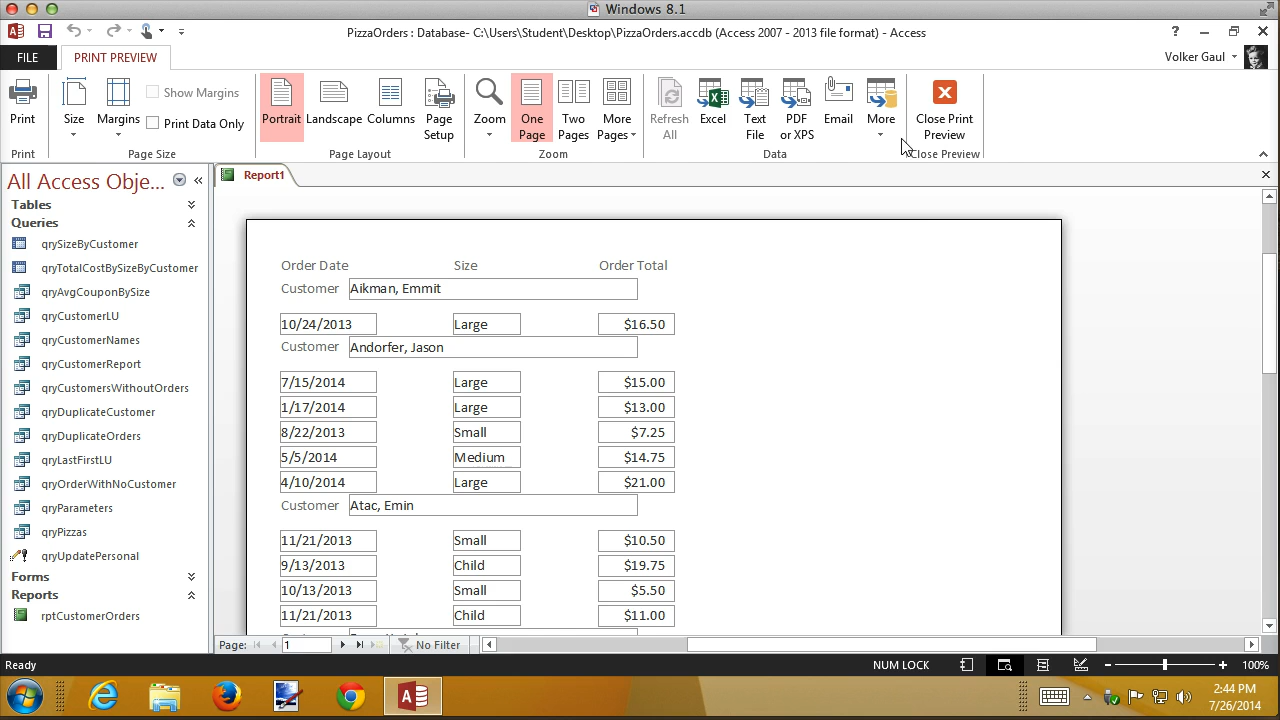 Windows 8.1
PizzaOrders : Database- C:\Users\Student\Desktop\PizzaOrders.accdb (Access 2007 - 2013 file format) - Access
?
FILE
PRINT PREVIEW
Volker Gaul
Print
Size
Margins
Show Margins
Print Data Only
Portrait
Landscape
Columns
Page Setup
Zoom
One Page
Two Pages
More Pages
Refresh All
Excel
Text File
PDF or XPS
Email
More
Close Print Preview
Print
Page Size
Page Layout
Zoom
Data
Close Preview
All Access Obje...
Tables
Queries
qrySizeByCustomer
qryTotalCostBySizeByCustomer
qryAvgCouponBySize
qryCustomerLU
qryCustomerNames
qryCustomerReport
qryCustomersWithoutOrders
qryDuplicateCustomer
qryDuplicateOrders
qryLastFirstLU
qryOrderWithNoCustomer
qryParameters
qryPizzas
qryUpdatePersonal
Forms
Reports
rptCustomerOrders
Report1
Order Date Size Order Total
Customer Aikman, Emmit
10/24/2013 Large $16.50
Customer Andorfer, Jason
7/15/2014 Large $15.00
1/17/2014 Large $13.00
8/22/2013 Small $7.25
5/5/2014 Medium $14.75
4/10/2014 Large $21.00
Customer Atac, Emin
11/21/2013 Small $10.50
9/13/2013 Child $19.75
10/13/2013 Small $5.50
11/21/2013 Child $11.00
Page: 1 No Filter
Ready
NUM LOCK
100%
2:44 PM
7/26/2014